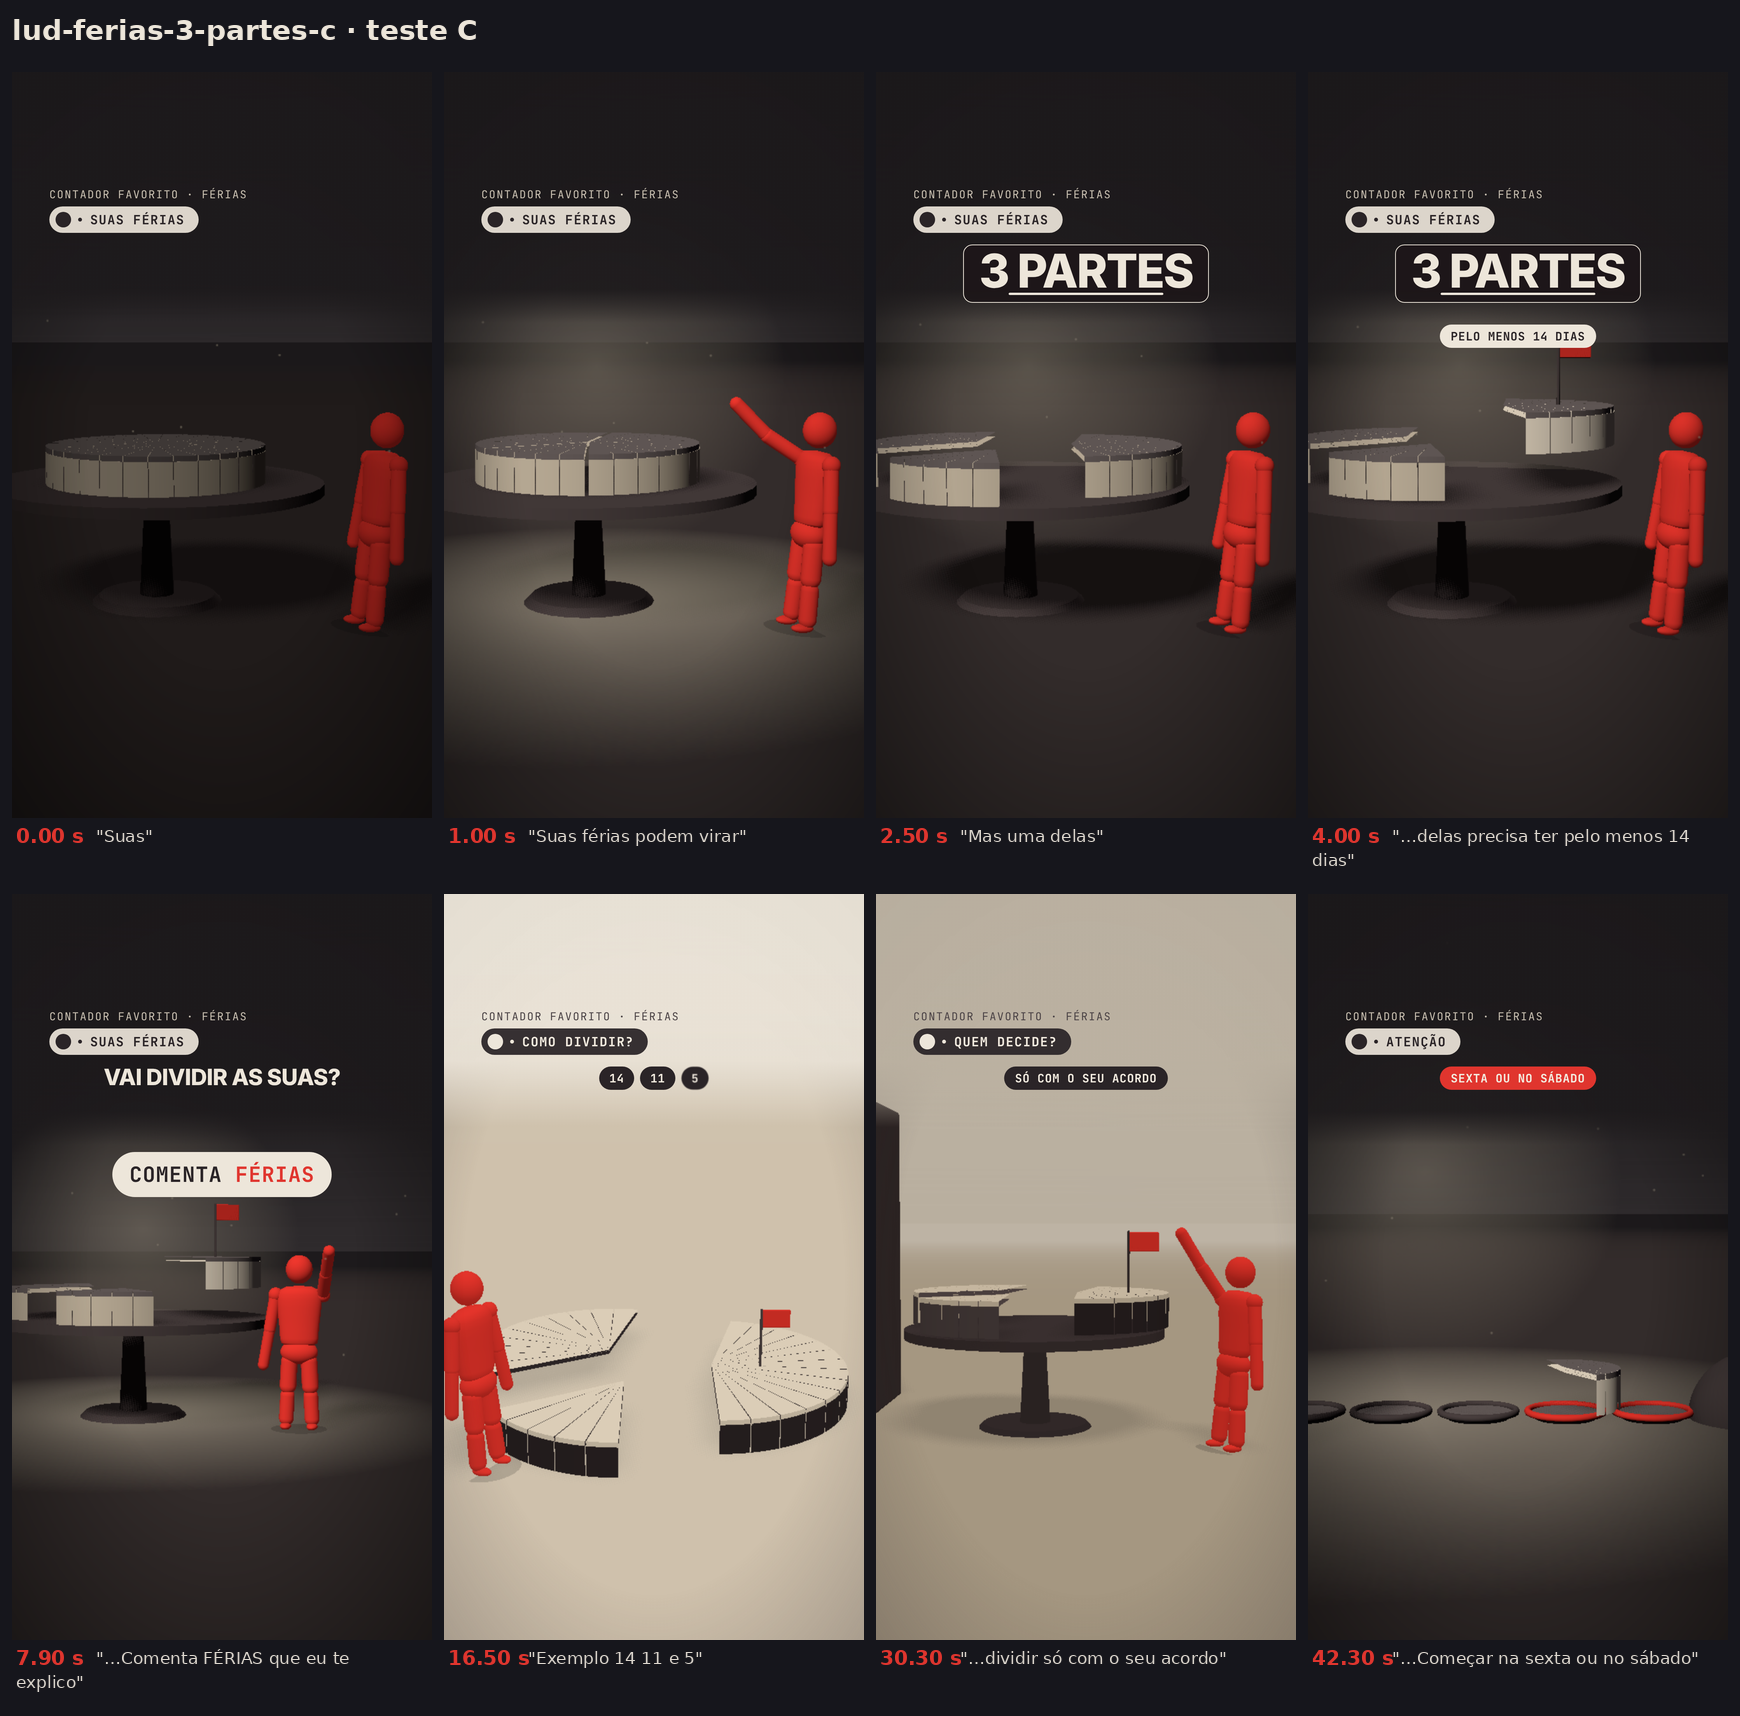 lud-ferias-3-partes-c · teste C
CONTADOR FAVORITO · FÉRIAS
• SUAS FÉRIAS
0.00 s "Suas"
CONTADOR FAVORITO · FÉRIAS
• SUAS FÉRIAS
1.00 s "Suas férias podem virar"
CONTADOR FAVORITO · FÉRIAS
• SUAS FÉRIAS
3 PARTES
2.50 s "Mas uma delas"
CONTADOR FAVORITO · FÉRIAS
• SUAS FÉRIAS
3 PARTES
PELO MENOS 14 DIAS
4.00 s "...delas precisa ter pelo menos 14
dias"
CONTADOR FAVORITO · FÉRIAS
• SUAS FÉRIAS
VAI DIVIDIR AS SUAS?
COMENTA FÉRIAS
7.90 s "...Comenta FÉRIAS que eu te
explico"
CONTADOR FAVORITO · FÉRIAS
• COMO DIVIDIR?
14 11 5
16.50 s "Exemplo 14 11 e 5"
CONTADOR FAVORITO · FÉRIAS
• QUEM DECIDE?
SÓ COM O SEU ACORDO
30.30 s "...dividir só com o seu acordo"
CONTADOR FAVORITO · FÉRIAS
• ATENÇÃO
SEXTA OU NO SÁBADO
42.30 s "...Começar na sexta ou no sábado"